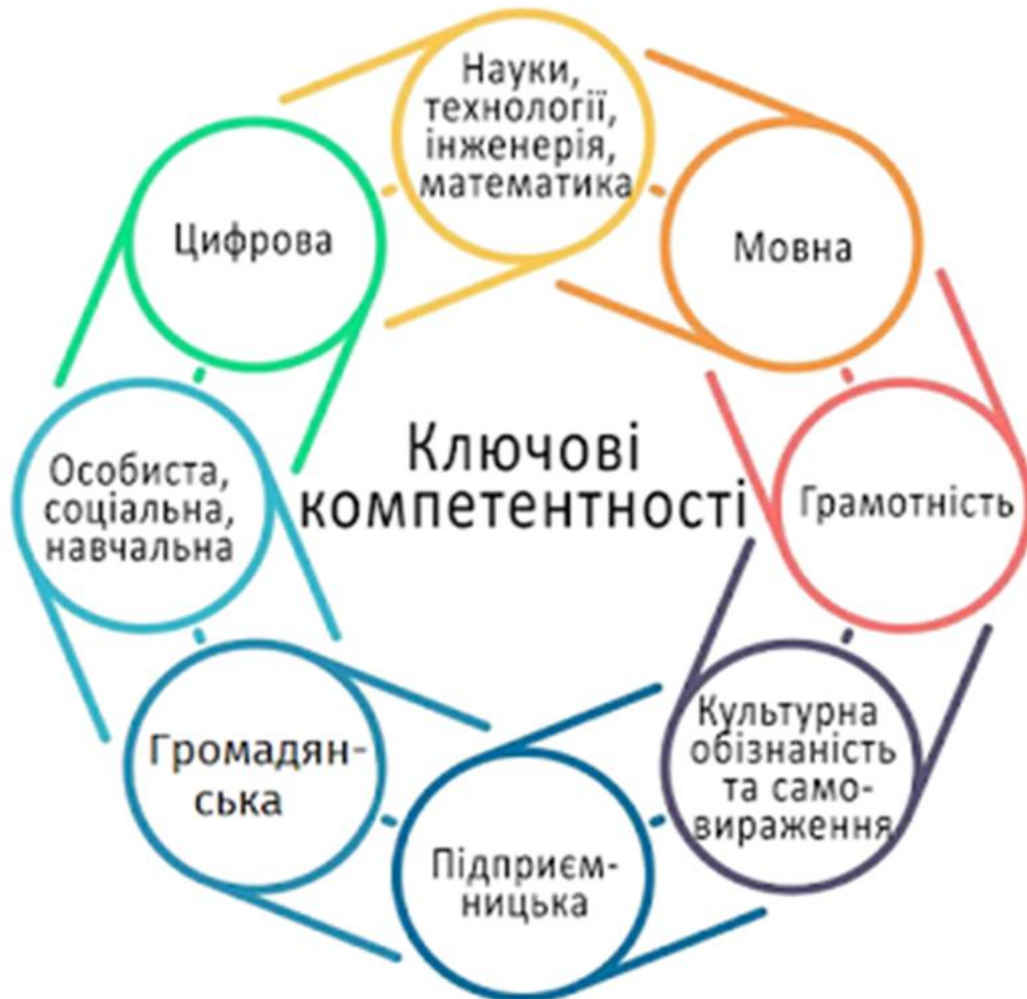 Науки,
технології,
інженерія,
математика
Цифрова
Мовна
Ключові
компетентності
Особиста,
соціальна,
навчальна
Грамотність
Громадян-
ська
Культурна
обізнаність
та само-
вираження
Підприєм-
ницька